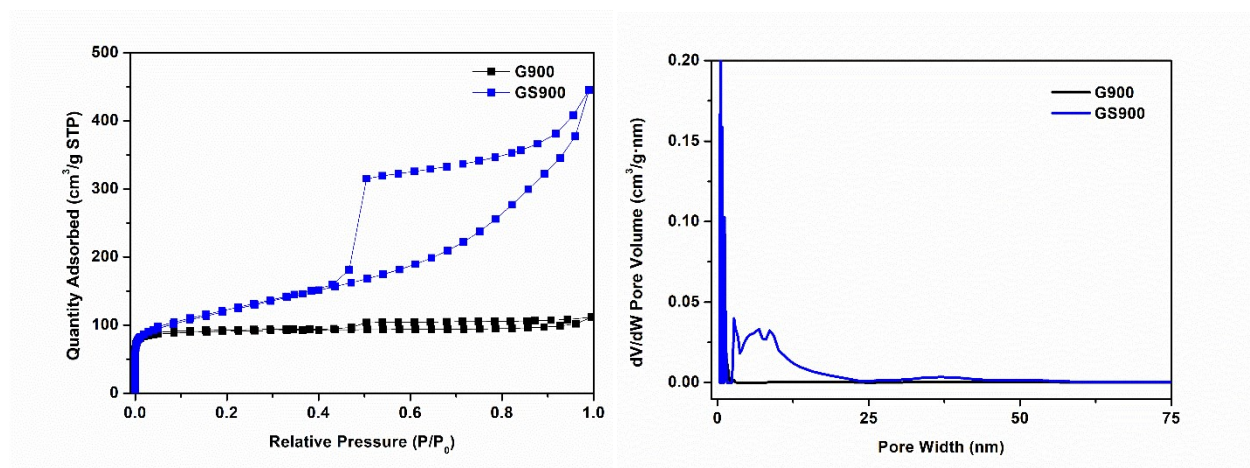 500
400
300
200
100
0
Quantity Adsorbed (cm³/g STP)
G900
GS900
0.0 0.2 0.4 0.6 0.8 1.0
Relative Pressure (P/P₀)
0.20
0.15
0.10
0.05
0.00
dV/dW Pore Volume (cm³/g·nm)
G900
GS900
0 25 50 75
Pore Width (nm)